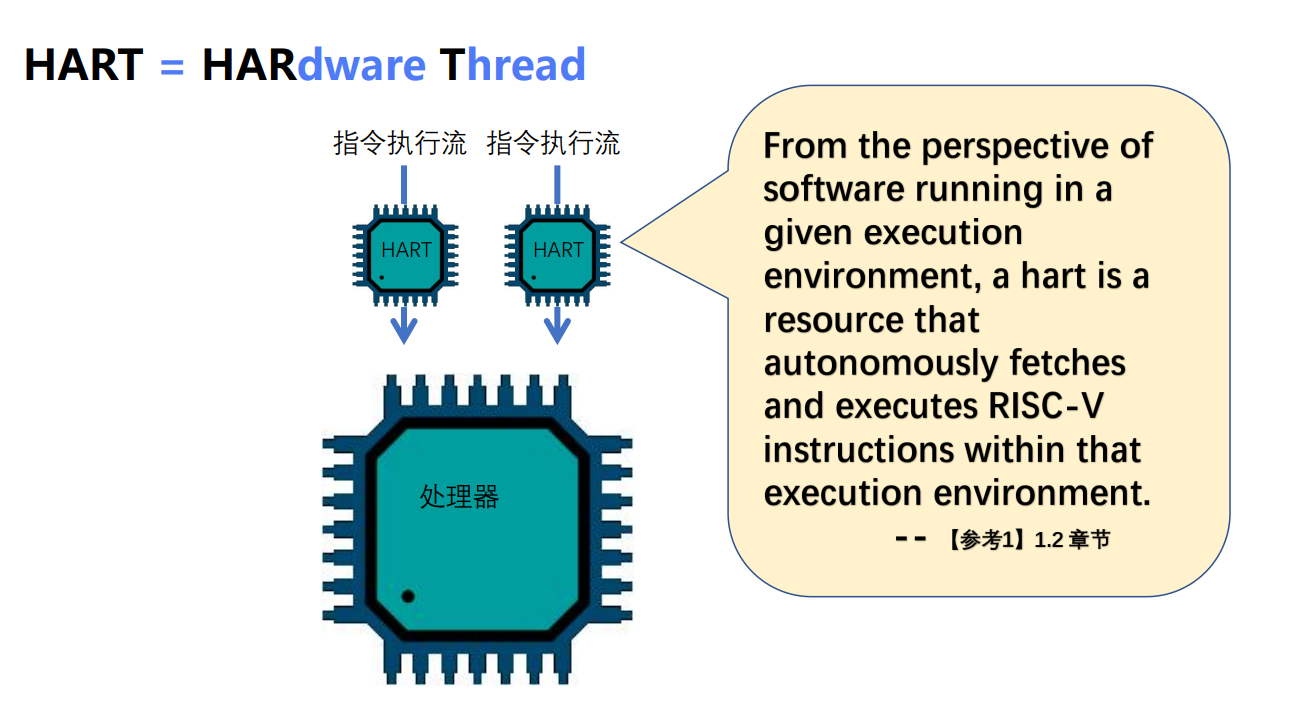 HART = HARdware Thread
指令执行流 指令执行流
HART HART
处理器
From the perspective of
software running in a
given execution
environment, a hart is a
resource that
autonomously fetches
and executes RISC-V
instructions within that
execution environment.
-- 【参考1】1.2 章节